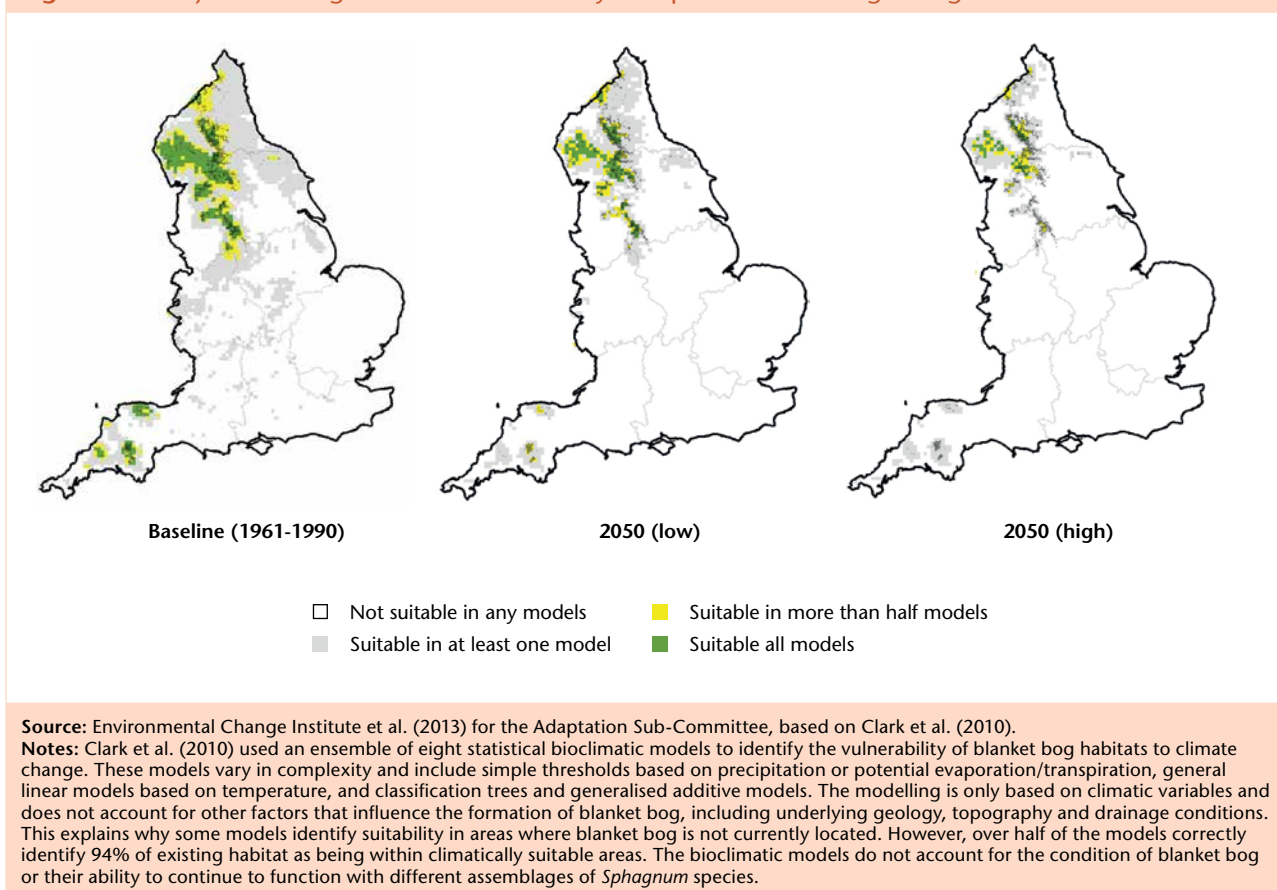 Baseline (1961-1990)
2050 (low)
2050 (high)
Not suitable in any models
Suitable in more than half models
Suitable in at least one model
Suitable all models
Source: Environmental Change Institute et al. (2013) for the Adaptation Sub-Committee, based on Clark et al. (2010).
Notes: Clark et al. (2010) used an ensemble of eight statistical bioclimatic models to identify the vulnerability of blanket bog habitats to climate
change. These models vary in complexity and include simple thresholds based on precipitation or potential evaporation/transpiration, general
linear models based on temperature, and classification trees and generalised additive models. The modelling is only based on climatic variables and
does not account for other factors that influence the formation of blanket bog, including underlying geology, topography and drainage conditions.
This explains why some models identify suitability in areas where blanket bog is not currently located. However, over half of the models correctly
identify 94% of existing habitat as being within climatically suitable areas. The bioclimatic models do not account for the condition of blanket bog
or their ability to continue to function with different assemblages of Sphagnum species.